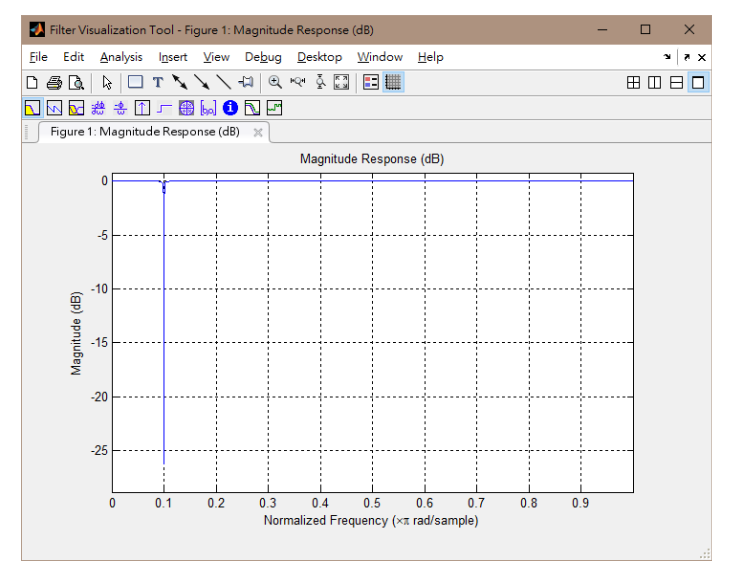 Filter Visualization Tool - Figure 1: Magnitude Response (dB)
File Edit Analysis Insert View Debug Desktop Window Help
Figure 1: Magnitude Response (dB)
Magnitude Response (dB)
0
-5
-10
-15
-20
-25
Magnitude (dB)
0 0.1 0.2 0.3 0.4 0.5 0.6 0.7 0.8 0.9
Normalized Frequency (×π rad/sample)